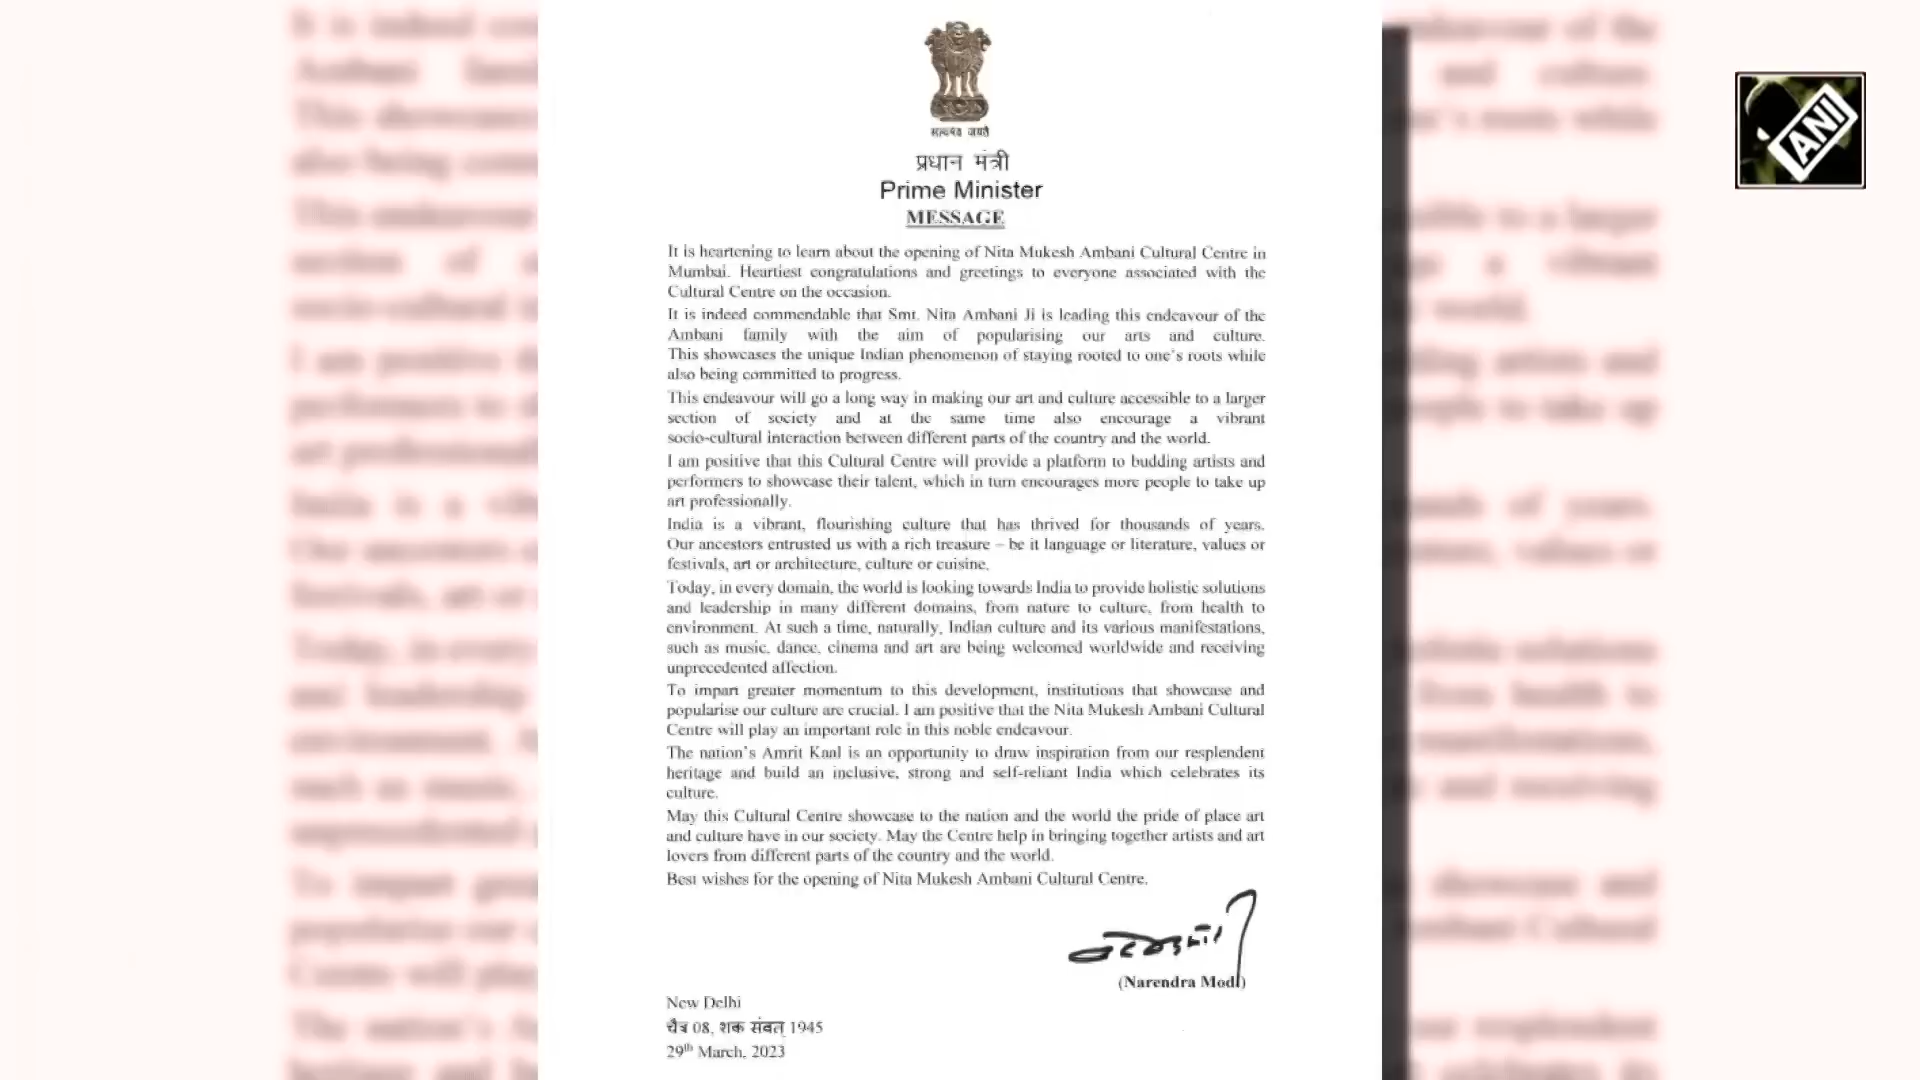 सत्यमेव जयते
प्रधान मंत्री
Prime Minister
MESSAGE
It is heartening to learn about the opening of Nita Mukesh Ambani Cultural Centre in
Mumbai. Heartiest congratulations and greetings to everyone associated with the
Cultural Centre on the occasion.
It is indeed commendable that Smt. Nita Ambani Ji is leading this endeavour of the
Ambani family with the aim of popularising our arts and culture.
This showcases the unique Indian phenomenon of staying rooted to one's roots while
also being committed to progress.
This endeavour will go a long way in making our art and culture accessible to a larger
section of society and at the same time also encourage a vibrant
socio-cultural interaction between different parts of the country and the world.
I am positive that this Cultural Centre will provide a platform to budding artists and
performers to showcase their talent, which in turn encourages more people to take up
art professionally.
India is a vibrant, flourishing culture that has thrived for thousands of years.
Our ancestors entrusted us with a rich treasure – be it language or literature, values or
festivals, art or architecture, culture or cuisine.
Today, in every domain, the world is looking towards India to provide holistic solutions
and leadership in many different domains, from nature to culture, from health to
environment. At such a time, naturally, Indian culture and its various manifestations,
such as music, dance, cinema and art are being welcomed worldwide and receiving
unprecedented affection.
To impart greater momentum to this development, institutions that showcase and
popularise our culture are crucial. I am positive that the Nita Mukesh Ambani Cultural
Centre will play an important role in this noble endeavour.
The nation's Amrit Kaal is an opportunity to draw inspiration from our resplendent
heritage and build an inclusive, strong and self-reliant India which celebrates its
culture.
May this Cultural Centre showcase to the nation and the world the pride of place art
and culture have in our society. May the Centre help in bringing together artists and art
lovers from different parts of the country and the world.
Best wishes for the opening of Nita Mukesh Ambani Cultural Centre.
(Narendra Modi)
New Delhi
चैत्र 08, शक संवत् 1945
29th March, 2023
ANI